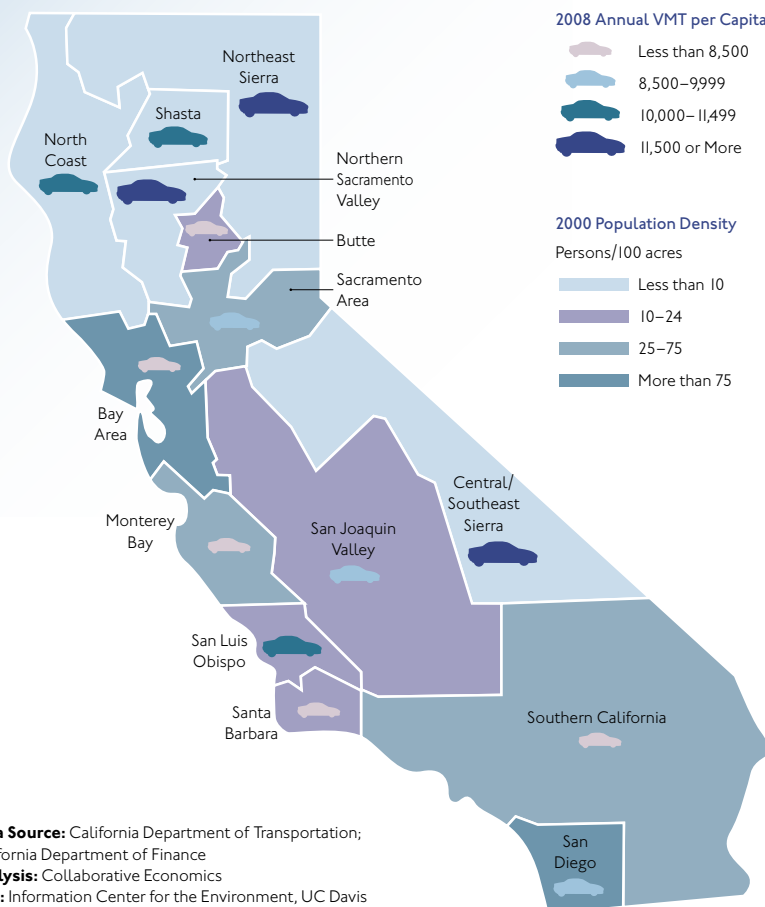 2008 Annual VMT per Capita
Less than 8,500
8,500–9,999
10,000–11,499
11,500 or More
2000 Population Density
Persons/100 acres
Less than 10
10–24
25–75
More than 75
Northeast
Sierra
Shasta
North
Coast
Northern
Sacramento
Valley
Butte
Sacramento
Area
Bay
Area
Central/
Southeast
Sierra
Monterey
Bay
San Joaquin
Valley
San Luis
Obispo
Santa
Barbara
Southern California
San
Diego
Source: California Department of Transportation;
fornia Department of Finance
lysis: Collaborative Economics
: Information Center for the Environment, UC Davis